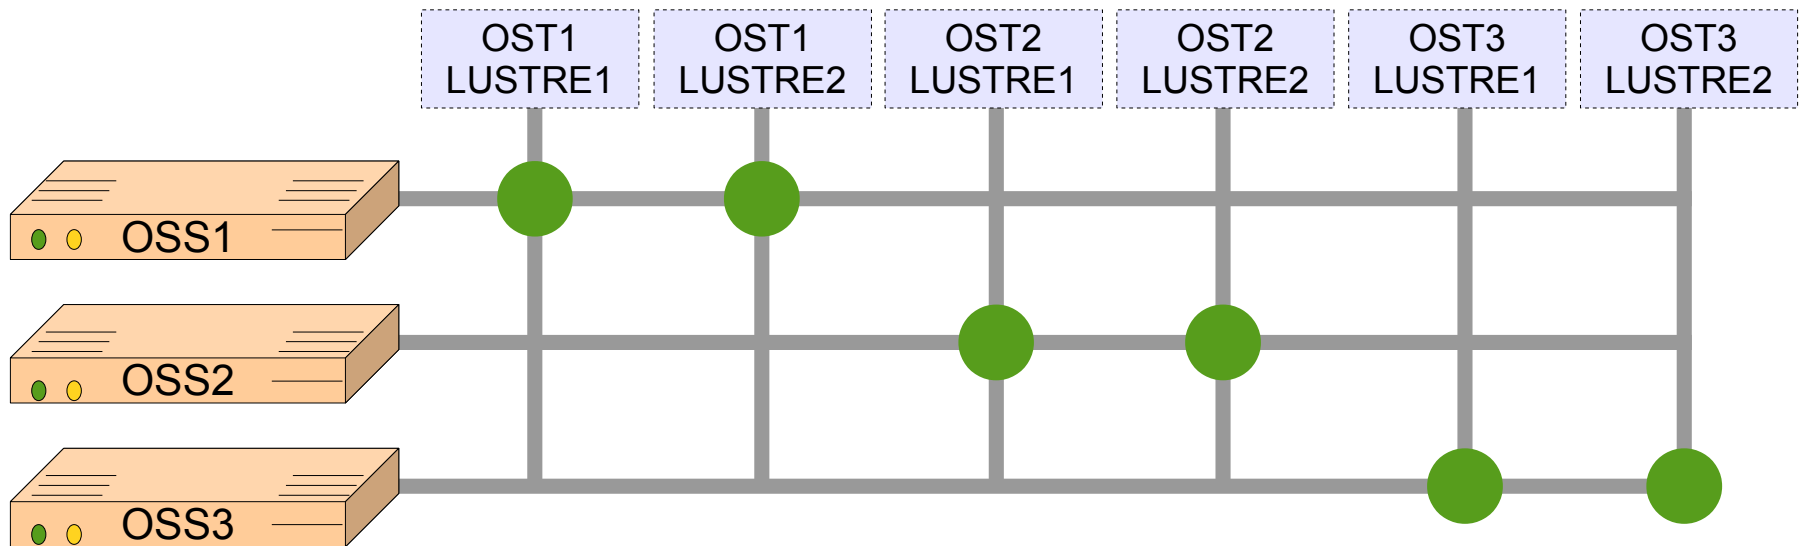 OST1
LUSTRE1
OST1
LUSTRE2
OST2
LUSTRE1
OST2
LUSTRE2
OST3
LUSTRE1
OST3
LUSTRE2
OSS1
OSS2
OSS3